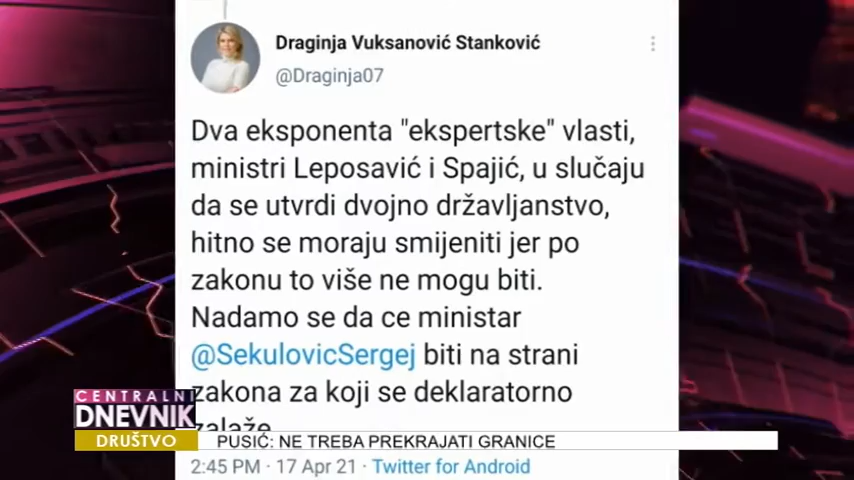 Draginja Vuksanović Stanković
@Draginja07
Dva eksponenta "ekspertske" vlasti,
ministri Leposavić i Spajić, u slučaju
da se utvrdi dvojno državljanstvo,
hitno se moraju smijeniti jer po
zakonu to više ne mogu biti.
Nadamo se da ce ministar
@SekulovicSergej biti na strani
zakona za koji se deklaratorno
zalaže
CENTRALNI
DNEVNIK
DRUŠTVO
PUSIĆ: NE TREBA PREKRAJATI GRANICE
2:45 PM · 17 Apr 21 · Twitter for Android